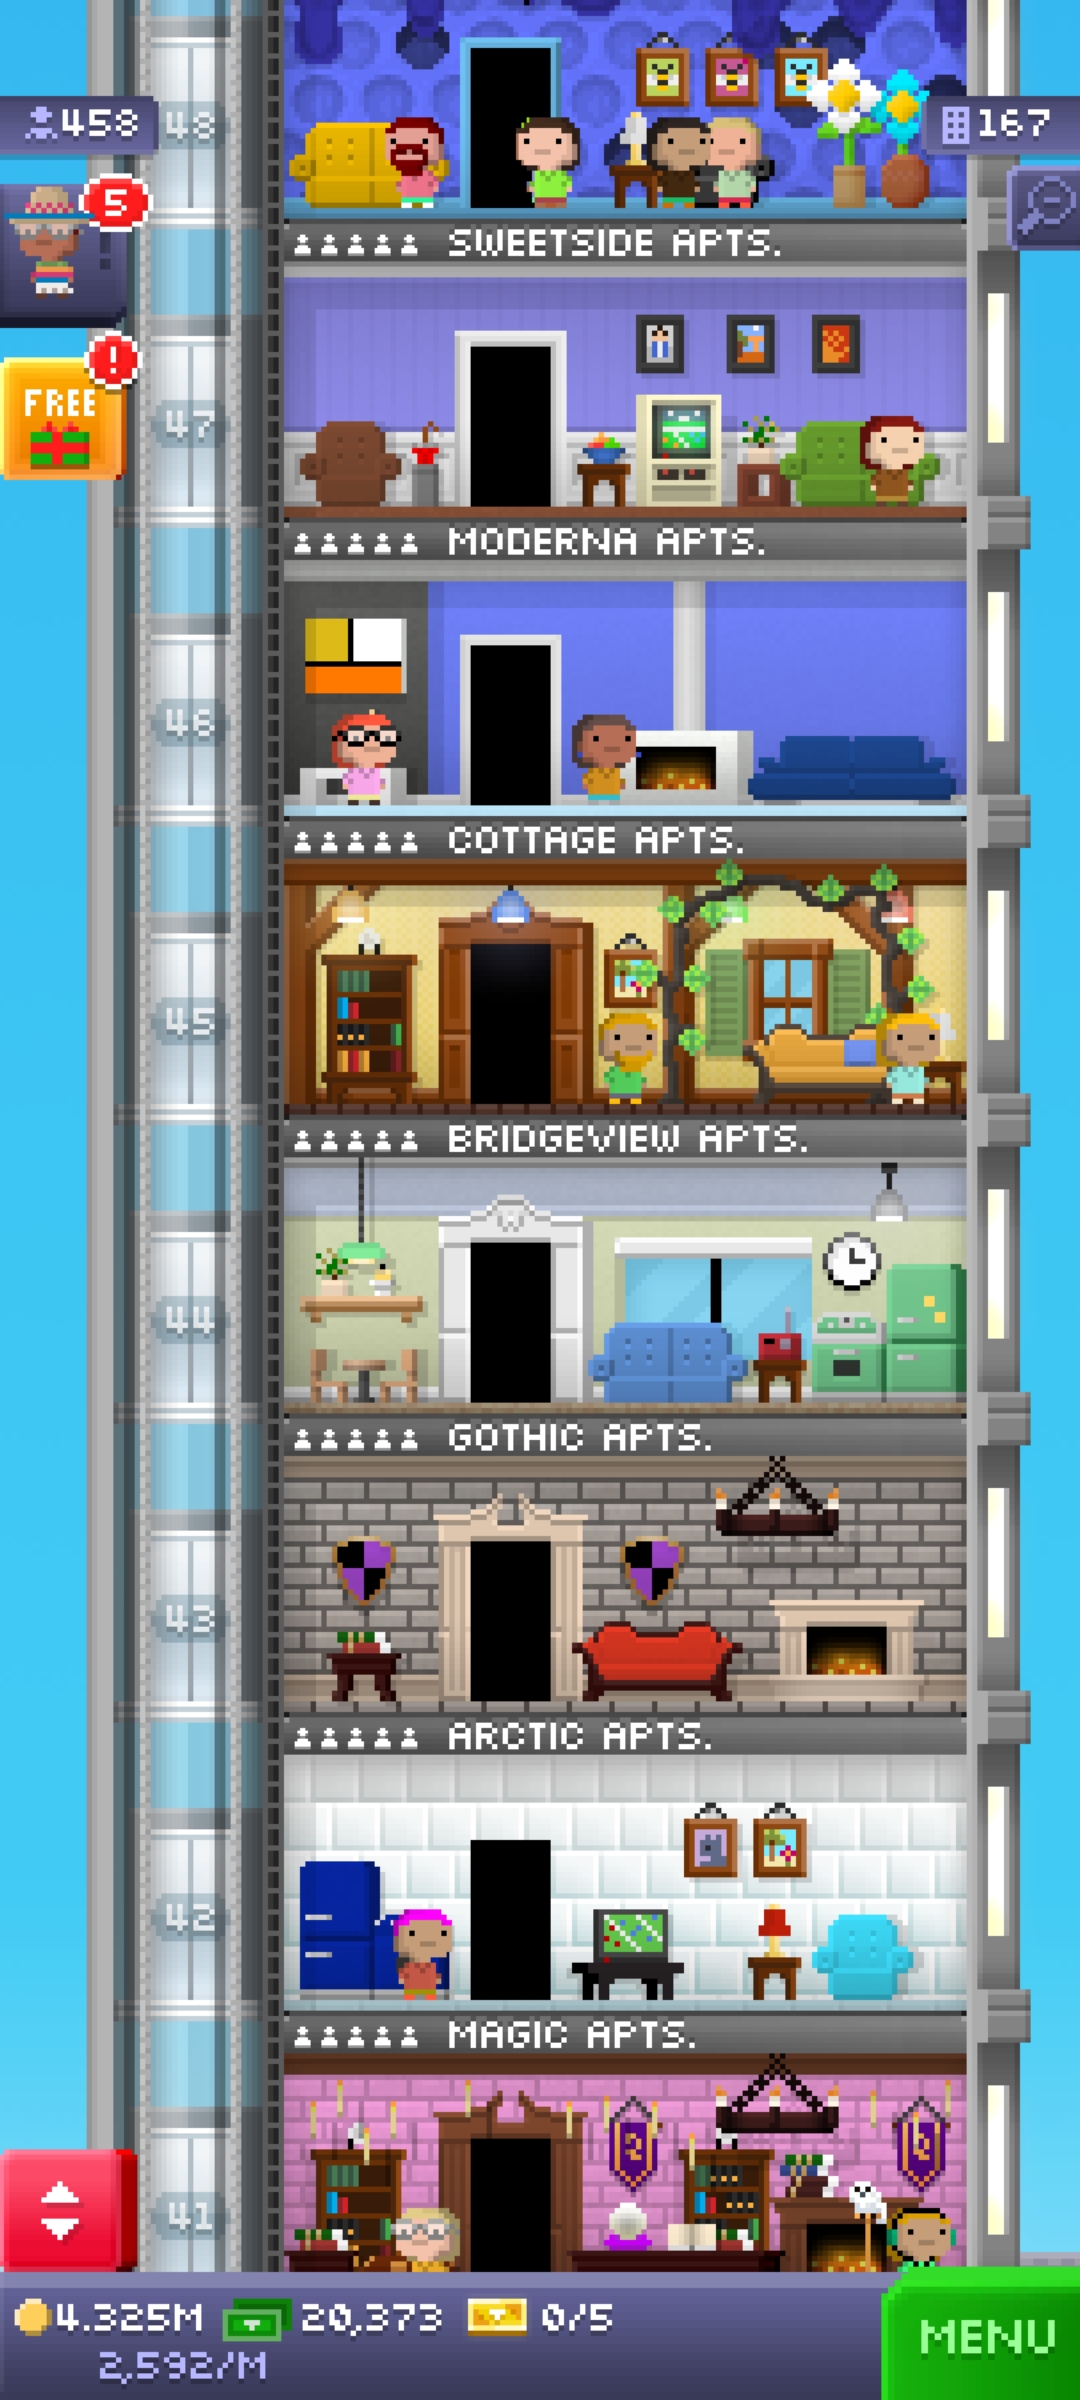 458
48
167
5
SWEETSIDE APTS.
!
FREE
47
MODERNA APTS.
46
COTTAGE APTS.
45
BRIDGEVIEW APTS.
44
GOTHIC APTS.
43
ARCTIC APTS.
42
MAGIC APTS.
41
4.325M 20,373 0/5
2,592/M
MENU